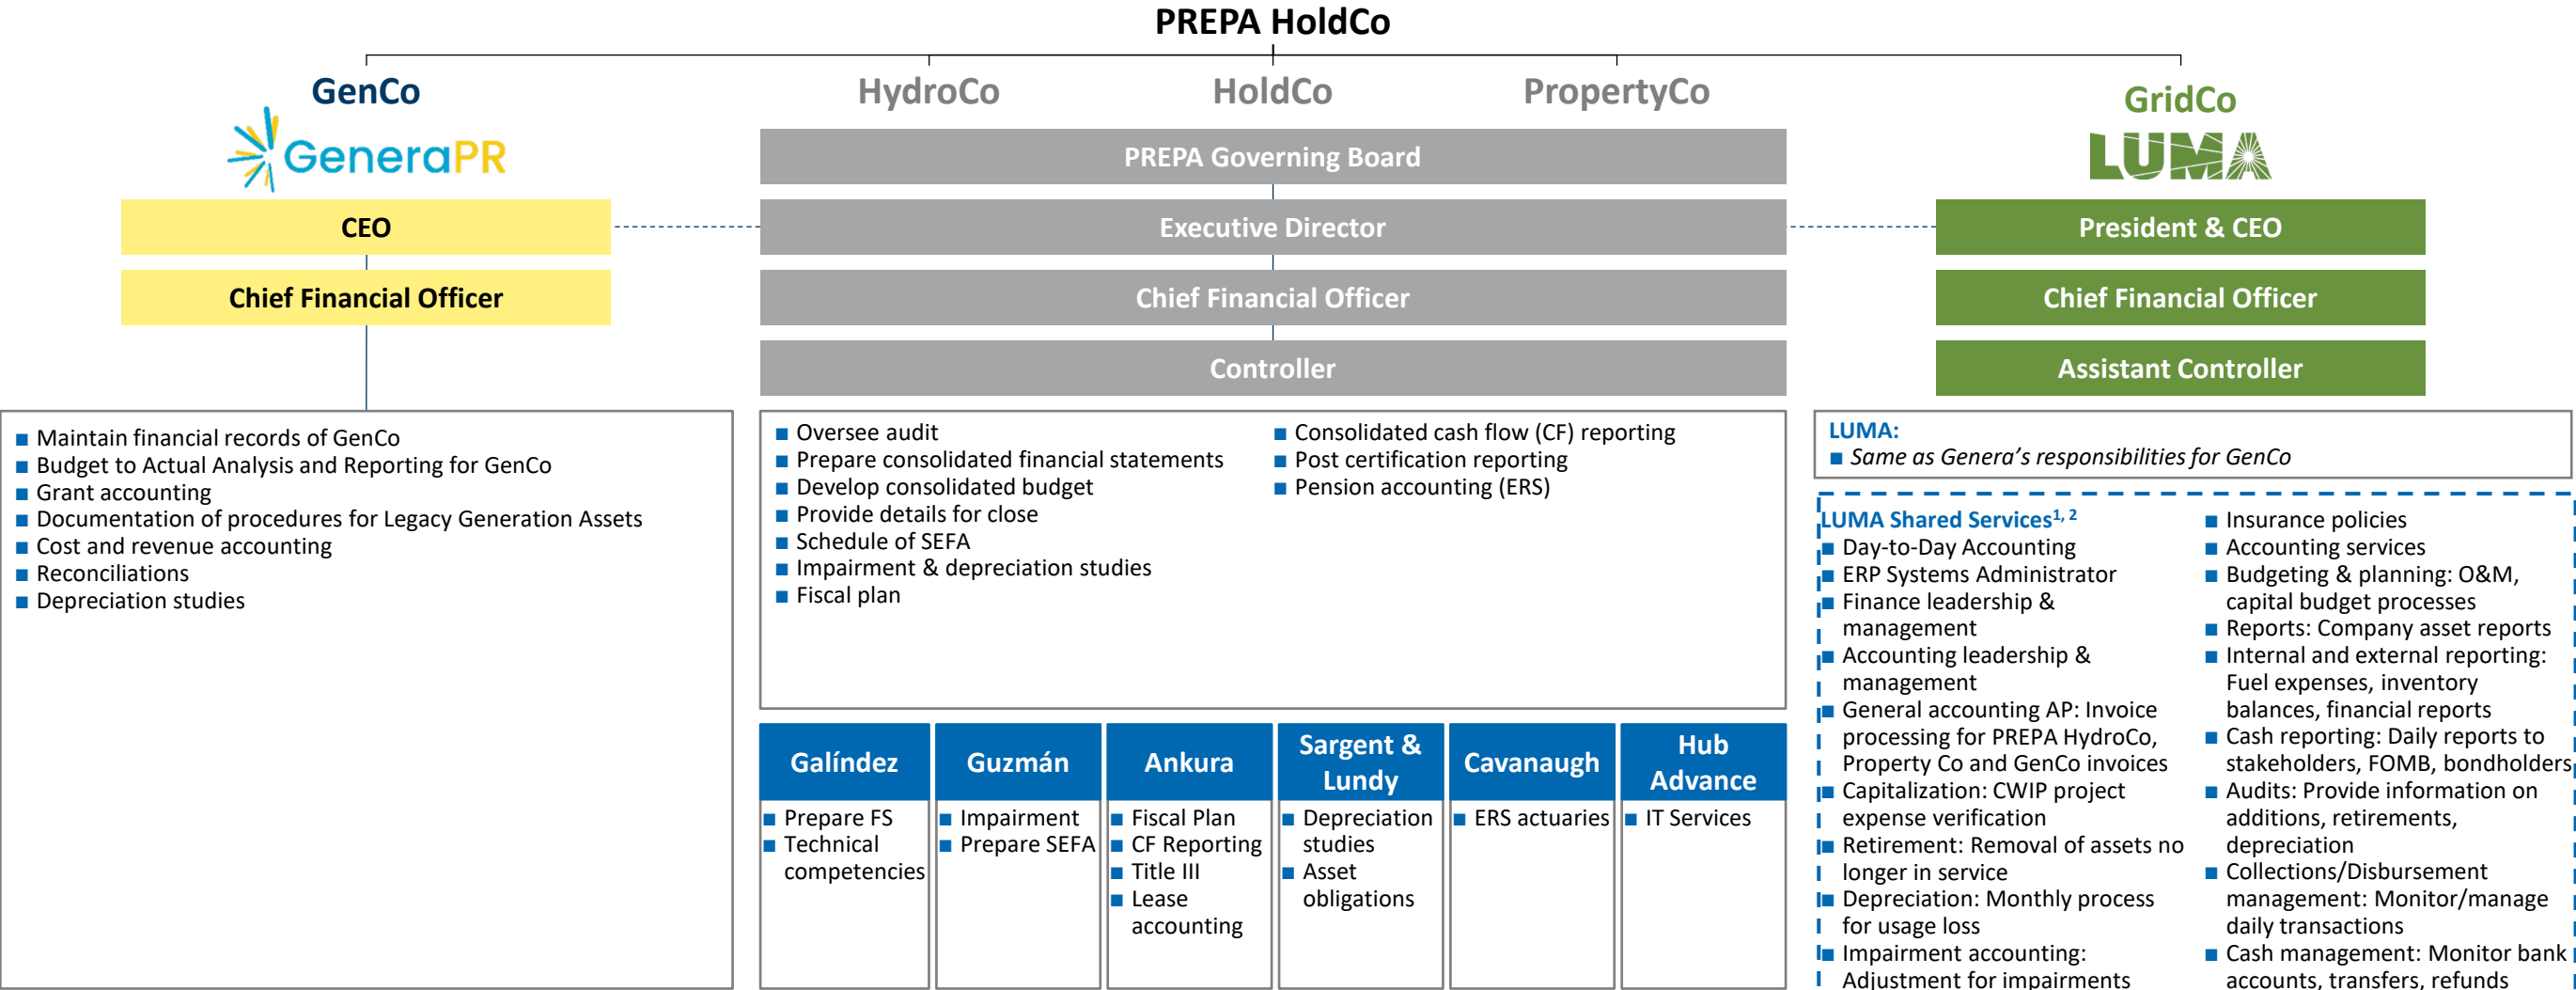 PREPA HoldCo
GenCo
HydroCo
HoldCo
PropertyCo
GridCo
GeneraPR
LUMA
PREPA Governing Board
CEO
Executive Director
President & CEO
Chief Financial Officer
Chief Financial Officer
Chief Financial Officer
Controller
Assistant Controller
■ Maintain financial records of GenCo
■ Budget to Actual Analysis and Reporting for GenCo
■ Grant accounting
■ Documentation of procedures for Legacy Generation Assets
■ Cost and revenue accounting
■ Reconciliations
■ Depreciation studies
■ Oversee audit
■ Prepare consolidated financial statements
■ Develop consolidated budget
■ Provide details for close
■ Schedule of SEFA
■ Impairment & depreciation studies
■ Fiscal plan
■ Consolidated cash flow (CF) reporting
■ Post certification reporting
■ Pension accounting (ERS)
Galíndez
■ Prepare FS
■ Technical
competencies
Guzmán
■ Impairment
■ Prepare SEFA
Ankura
■ Fiscal Plan
■ CF Reporting
■ Title III
■ Lease
accounting
Sargent &
Lundy
■ Depreciation
studies
■ Asset
obligations
Cavanaugh
■ ERS actuaries
Hub
Advance
■ IT Services
LUMA:
■ Same as Genera's responsibilities for GenCo
LUMA Shared Services1, 2
■ Day-to-Day Accounting
■ ERP Systems Administrator
■ Finance leadership &
management
■ Accounting leadership &
management
■ General accounting AP: Invoice
processing for PREPA HydroCo,
Property Co and GenCo invoices
■ Capitalization: CWIP project
expense verification
■ Retirement: Removal of assets no
longer in service
■ Depreciation: Monthly process
for usage loss
■ Impairment accounting:
Adjustment for impairments
■ Insurance policies
■ Accounting services
■ Budgeting & planning: O&M,
capital budget processes
■ Reports: Company asset reports
■ Internal and external reporting:
Fuel expenses, inventory
balances, financial reports
■ Cash reporting: Daily reports to
stakeholders, FOMB, bondholders
■ Audits: Provide information on
additions, retirements,
depreciation
■ Collections/Disbursement
management: Monitor/manage
daily transactions
■ Cash management: Monitor bank
accounts, transfers, refunds